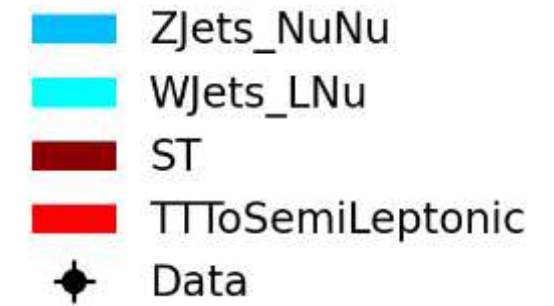 ZJets_NuNu
WJets_LNu
ST
TTToSemiLeptonic
Data